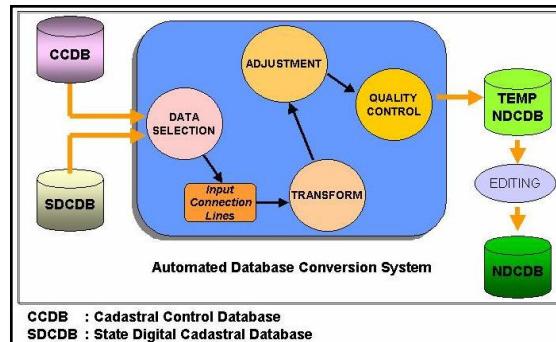 CCDB
SDCDB
DATA
SELECTION
Input
Connection
Lines
TRANSFORM
ADJUSTMENT
QUALITY
CONTROL
TEMP
NDCDB
EDITING
NDCDB
Automated Database Conversion System
CCDB : Cadastral Control Database
SDCDB : State Digital Cadastral Database